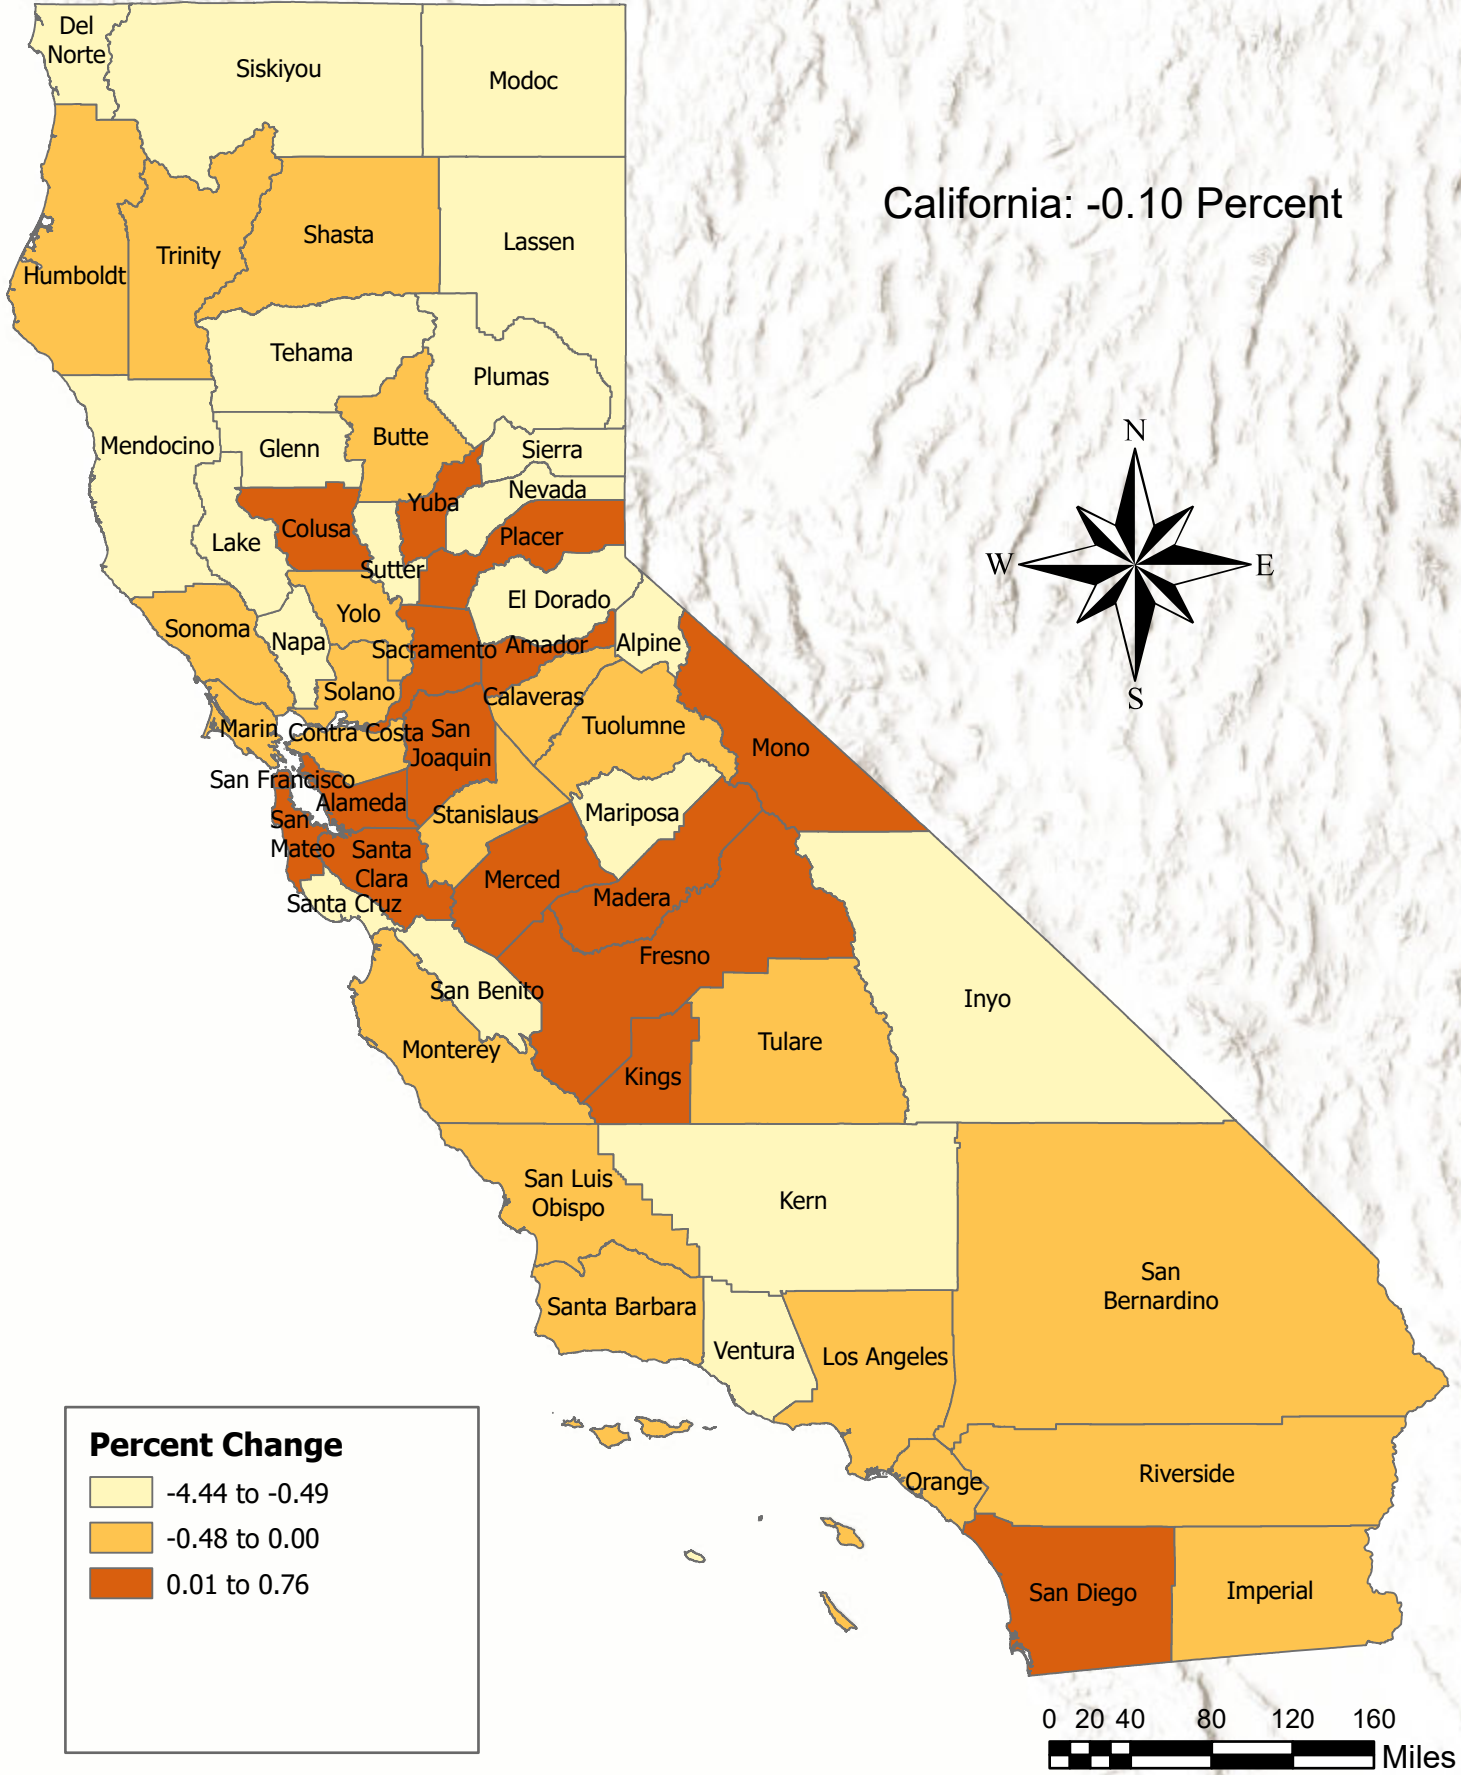 Del
Norte
Siskiyou
Modoc
California: -0.10 Percent
Shasta
Lassen
Trinity
Humboldt
Tehama
Plumas
Butte
Mendocino
Glenn
Sierra
Nevada
Yuba
Colusa
Placer
Lake
Sutter
El Dorado
Yolo
Sonoma
Napa
Sacramento
Amador
Alpine
Solano
Calaveras
Marin
Contra Costa
San
Joaquin
Tuolumne
Mono
San Francisco
Alameda
Stanislaus
Mariposa
San
Mateo
Santa
Clara
Merced
Madera
Santa Cruz
Fresno
San Benito
Inyo
Monterey
Tulare
Kings
San Luis
Obispo
Kern
San
Bernardino
Santa Barbara
Ventura
Los Angeles
Orange
Riverside
San Diego
Imperial
N
W
E
S
Percent Change
-4.44 to -0.49
-0.48 to 0.00
0.01 to 0.76
0 20 40 80 120 160
Miles